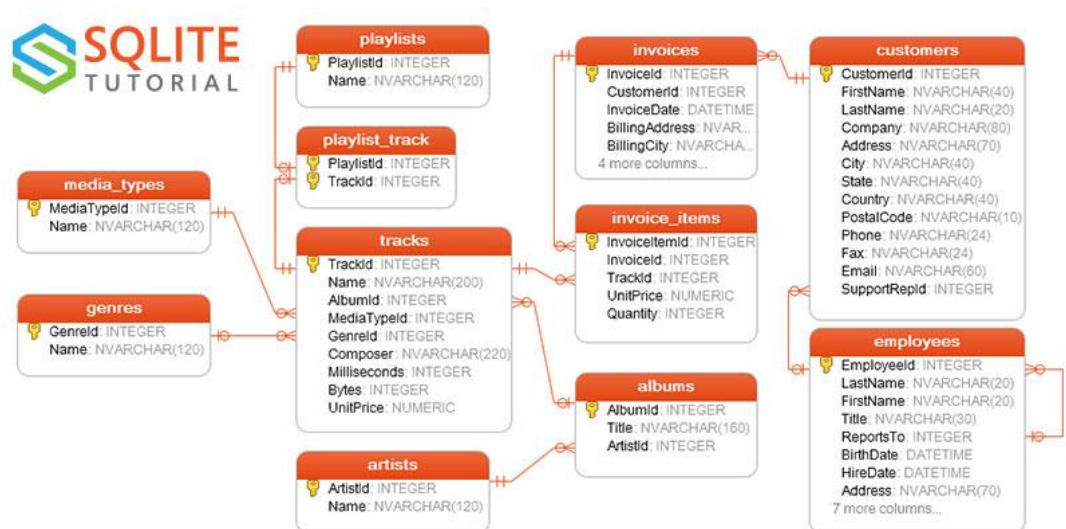 SQLITE
TUTORIAL
playlists
PlaylistId: INTEGER
Name: NVARCHAR(120)
playlist_track
PlaylistId: INTEGER
TrackId: INTEGER
media_types
MediaTypeId: INTEGER
Name: NVARCHAR(120)
genres
GenreId: INTEGER
Name: NVARCHAR(120)
tracks
TrackId: INTEGER
Name: NVARCHAR(200)
AlbumId: INTEGER
MediaTypeId: INTEGER
GenreId: INTEGER
Composer: NVARCHAR(220)
Milliseconds: INTEGER
Bytes: INTEGER
UnitPrice: NUMERIC
artists
ArtistId: INTEGER
Name: NVARCHAR(120)
invoices
InvoiceId: INTEGER
CustomerId: INTEGER
InvoiceDate: DATETIME
BillingAddress: NVAR...
BillingCity: NVARCHA...
4 more columns...
invoice_items
InvoiceItemId: INTEGER
InvoiceId: INTEGER
TrackId: INTEGER
UnitPrice: NUMERIC
Quantity: INTEGER
albums
AlbumId: INTEGER
Title: NVARCHAR(160)
ArtistId: INTEGER
customers
CustomerId: INTEGER
FirstName: NVARCHAR(40)
LastName: NVARCHAR(20)
Company: NVARCHAR(80)
Address: NVARCHAR(70)
City: NVARCHAR(40)
State: NVARCHAR(40)
Country: NVARCHAR(40)
PostalCode: NVARCHAR(10)
Phone: NVARCHAR(24)
Fax: NVARCHAR(24)
Email: NVARCHAR(60)
SupportRepId: INTEGER
employees
EmployeeId: INTEGER
LastName: NVARCHAR(20)
FirstName: NVARCHAR(20)
Title: NVARCHAR(30)
ReportsTo: INTEGER
BirthDate: DATETIME
HireDate: DATETIME
Address: NVARCHAR(70)
7 more columns...